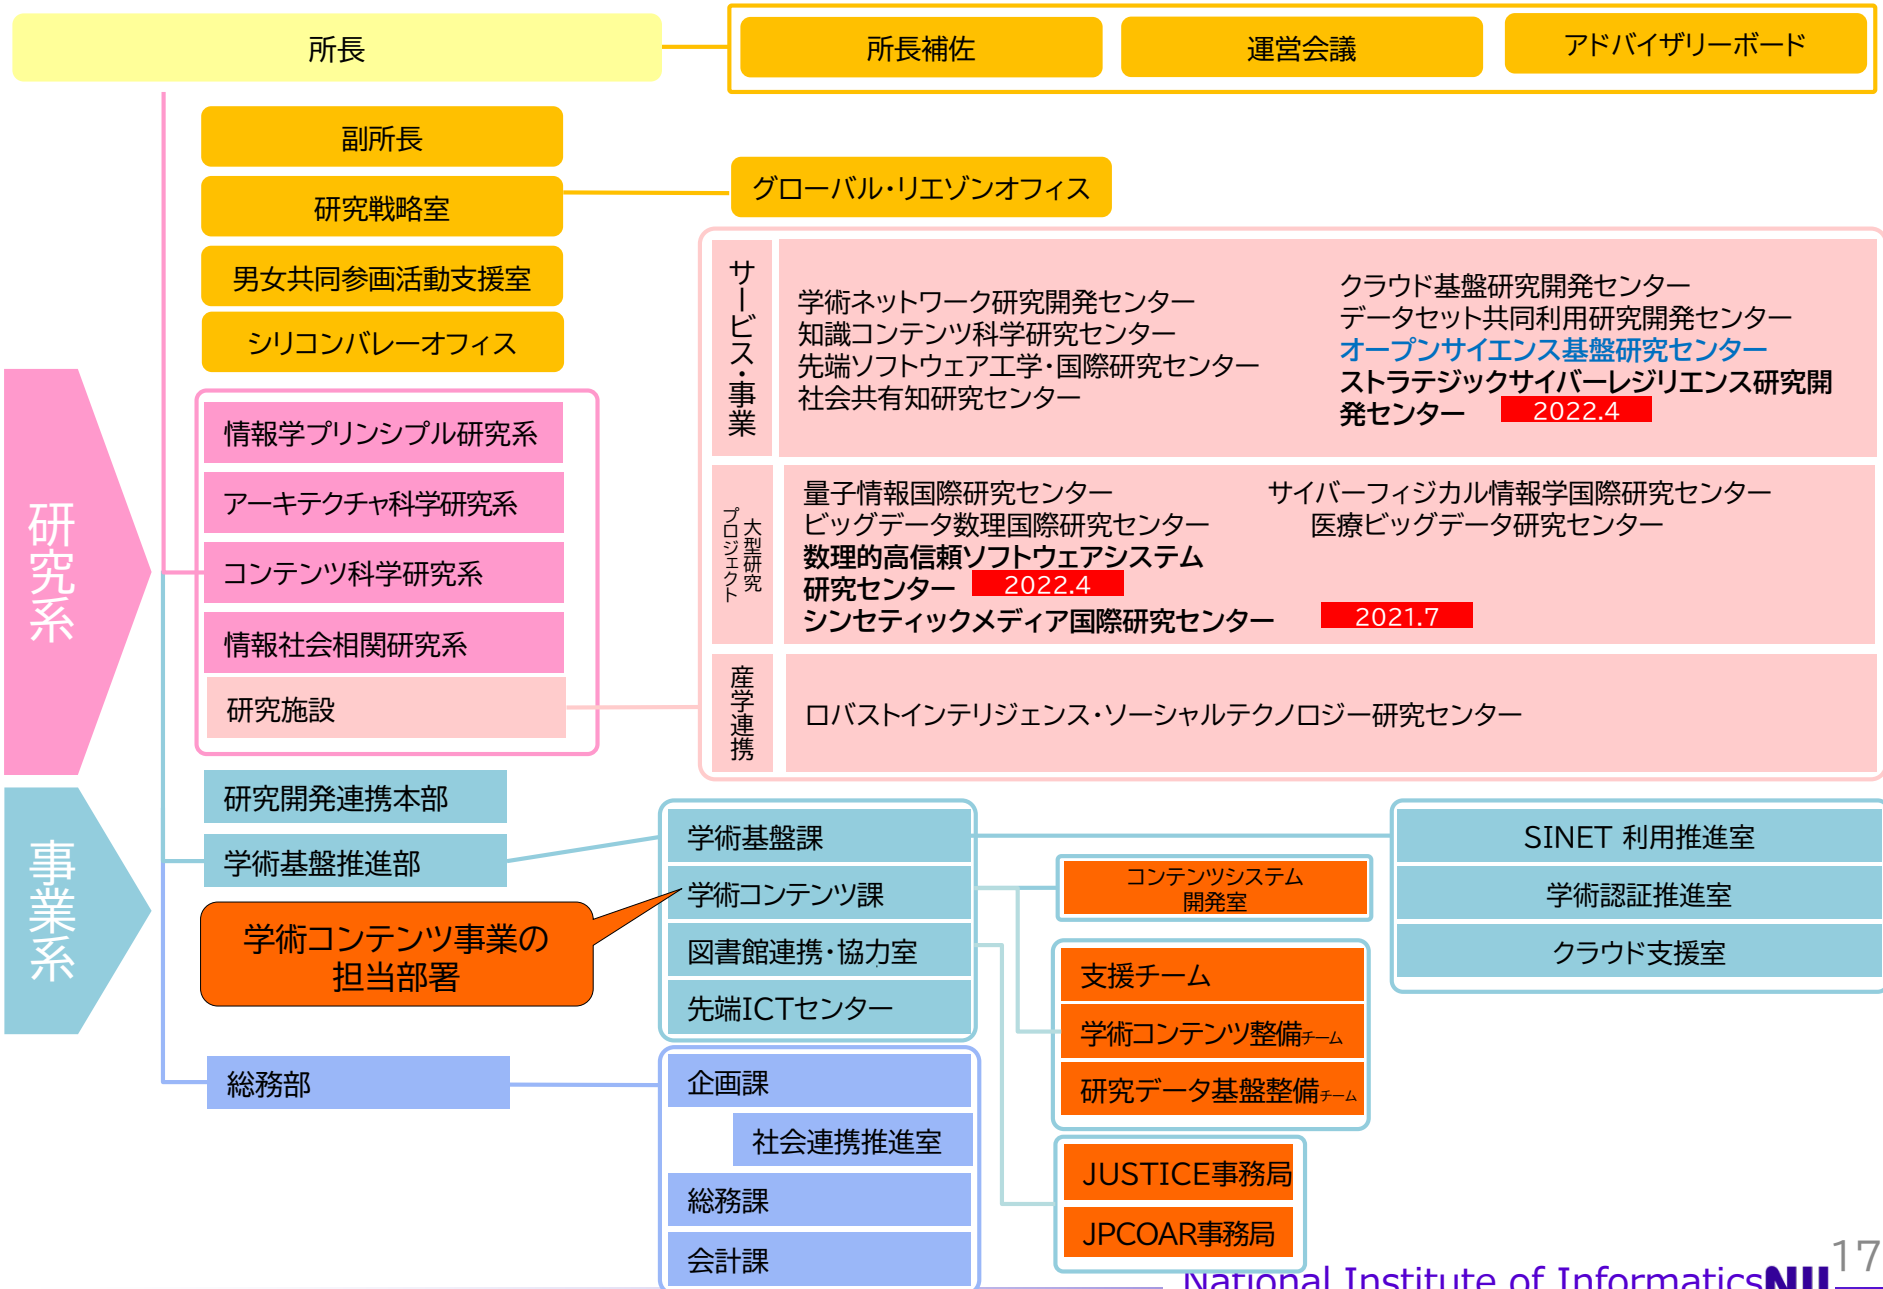 所長
所長補佐
運営会議
アドバイザリーボード
副所長
研究戦略室
グローバル・リエゾンオフィス
男女共同参画活動支援室
シリコンバレーオフィス
研究系
情報学プリンシプル研究系
アーキテクチャ科学研究系
コンテンツ科学研究系
情報社会相関研究系
研究施設
サービス・事業
学術ネットワーク研究開発センター
知識コンテンツ科学研究センター
先端ソフトウェア工学・国際研究センター
社会共有知研究センター
クラウド基盤研究開発センター
データセット共同利用研究開発センター
オープンサイエンス基盤研究センター
ストラテジックサイバーレジリエンス研究開
発センター 2022.4
大型研究
プロジェクト
量子情報国際研究センター
サイバーフィジカル情報学国際研究センター
ビッグデータ数理国際研究センター
医療ビッグデータ研究センター
数理的高信頼ソフトウェアシステム
研究センター 2022.4
シンセティックメディア国際研究センター 2021.7
産学連携
ロバストインテリジェンス・ソーシャルテクノロジー研究センター
事業系
研究開発連携本部
学術基盤推進部
学術コンテンツ事業の
担当部署
学術基盤課
学術コンテンツ課
図書館連携・協力室
先端ICTセンター
コンテンツシステム
開発室
支援チーム
学術コンテンツ整備チーム
研究データ基盤整備チーム
JUSTICE事務局
JPCOAR事務局
SINET 利用推進室
学術認証推進室
クラウド支援室
総務部
企画課
社会連携推進室
総務課
会計課
National Institute of Informatics NII
17